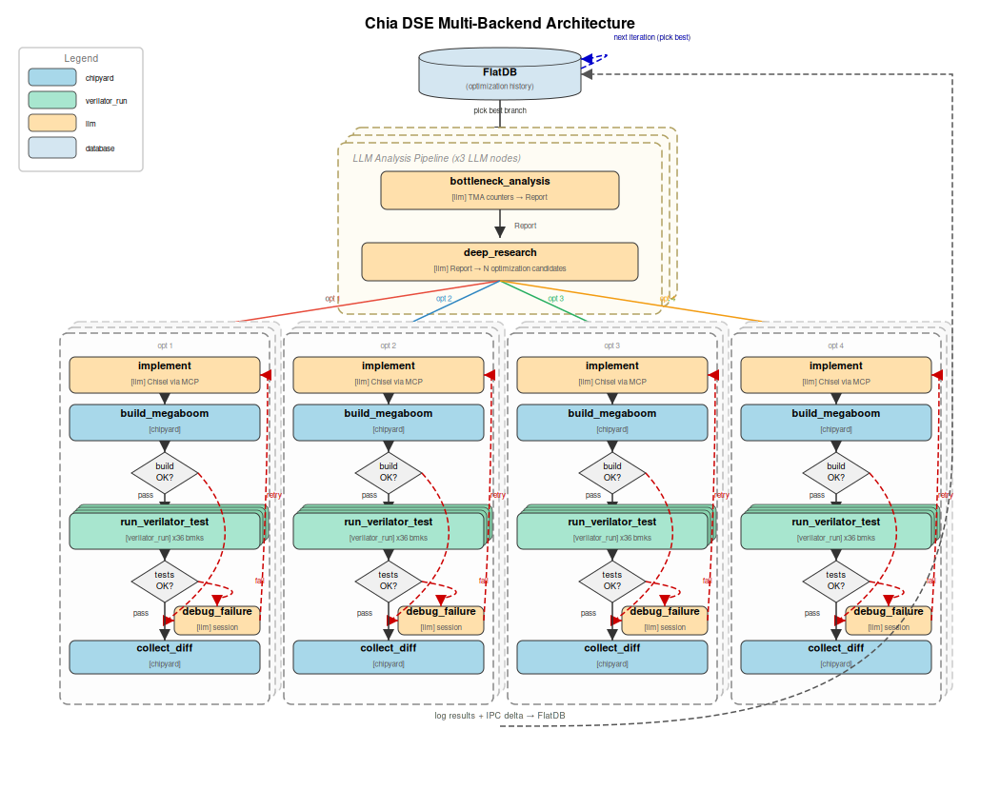 Chia DSE Multi-Backend Architecture
next iteration (pick best)
Legend
chipyard
verilator_run
llm
database
FlatDB
(optimization history)
pick best branch
LLM Analysis Pipeline (x3 LLM nodes)
bottleneck_analysis
[llm] TMA counters → Report
Report
deep_research
[llm] Report → N optimization candidates
opt 1
opt 2
opt 3
opt 1
implement
[llm] Chisel via MCP
build_megaboom
[chipyard]
build
OK?
pass
retry
run_verilator_test
[verilator_run] x36 bmks
tests
OK?
fail
pass
debug_failure
[llm] session
collect_diff
[chipyard]
opt 2
implement
[llm] Chisel via MCP
build_megaboom
[chipyard]
build
OK?
pass
retry
run_verilator_test
[verilator_run] x36 bmks
tests
OK?
fail
pass
debug_failure
[llm] session
collect_diff
[chipyard]
opt 3
implement
[llm] Chisel via MCP
build_megaboom
[chipyard]
build
OK?
pass
retry
run_verilator_test
[verilator_run] x36 bmks
tests
OK?
fail
pass
debug_failure
[llm] session
collect_diff
[chipyard]
opt 4
implement
[llm] Chisel via MCP
build_megaboom
[chipyard]
build
OK?
pass
retry
run_verilator_test
[verilator_run] x36 bmks
tests
OK?
fail
pass
debug_failure
[llm] session
collect_diff
[chipyard]
log results + IPC delta → FlatDB